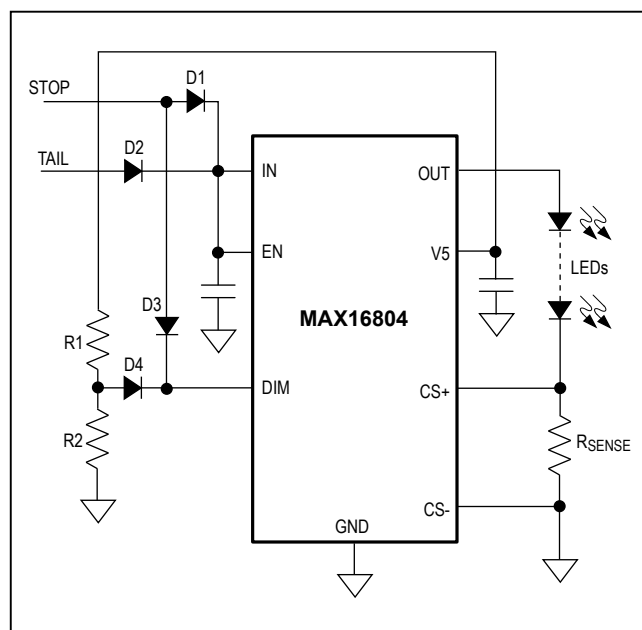 STOP
D1
TAIL
D2
IN
OUT
EN
V5
LEDs
D3
MAX16804
R1
D4
DIM
CS+
R2
RSENSE
CS-
GND